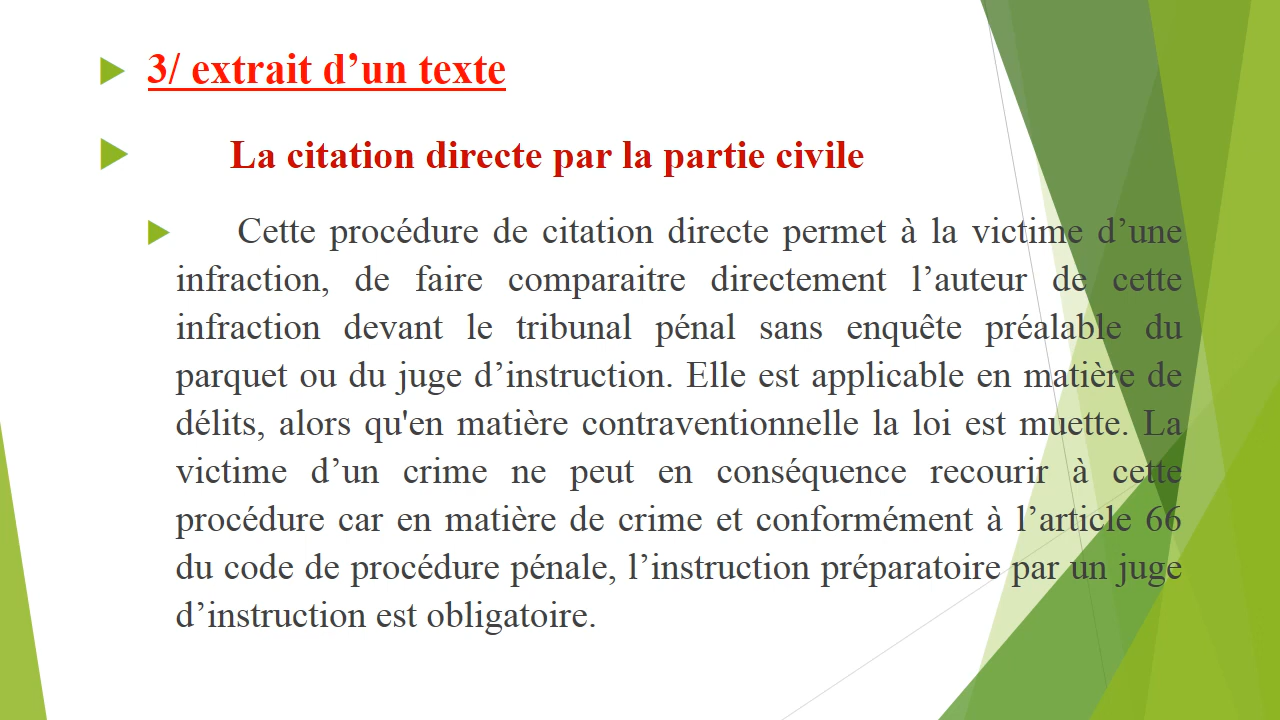 3/ extrait d’un texte
La citation directe par la partie civile
Cette procédure de citation directe permet à la victime d’une
infraction, de faire comparaitre directement l’auteur de cette
infraction devant le tribunal pénal sans enquête préalable du
parquet ou du juge d’instruction. Elle est applicable en matière de
délits, alors qu'en matière contraventionnelle la loi est muette. La
victime d’un crime ne peut en conséquence recourir à cette
procédure car en matière de crime et conformément à l’article 66
du code de procédure pénale, l’instruction préparatoire par un juge
d’instruction est obligatoire.